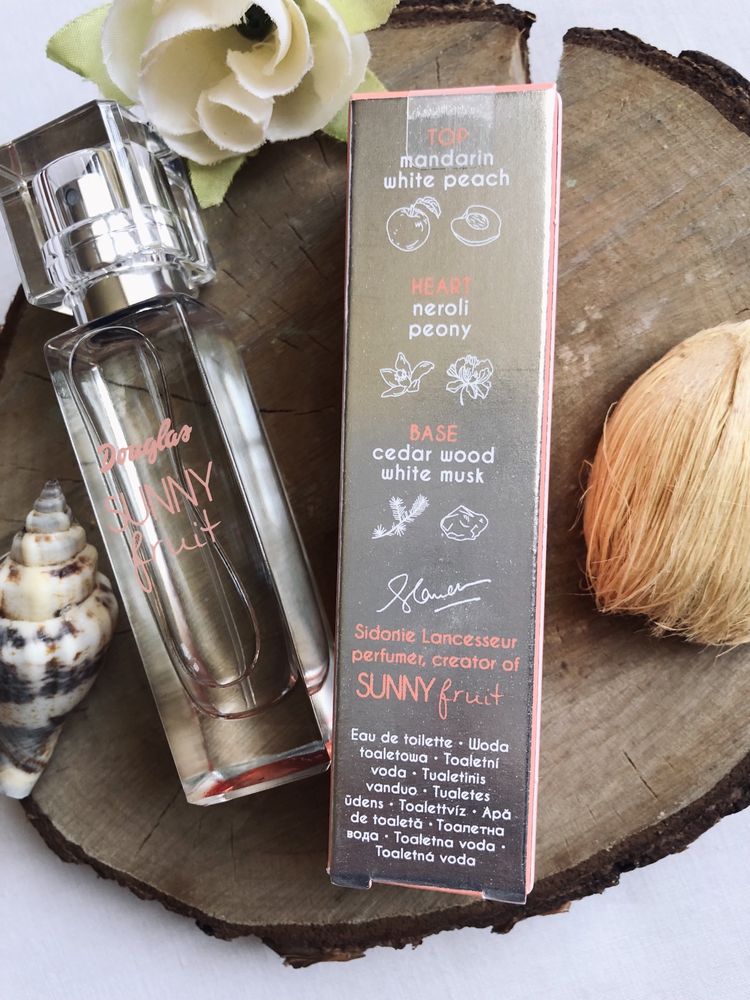 Douglas
SUNNY
fruit
TOP
mandarin
white peach
HEART
neroli
peony
BASE
cedar wood
white musk
Sidonie Lancesseur
perfumer, creator of
SUNNY fruit
Eau de toilette • Woda
toaletowa • Toaletní
voda • Tualetinis
vanduo • Tualetes
ūdens • Toalettvíz • Apă
de toaletă • Тоалетна
вода • Toaletna voda •
Toaletná voda